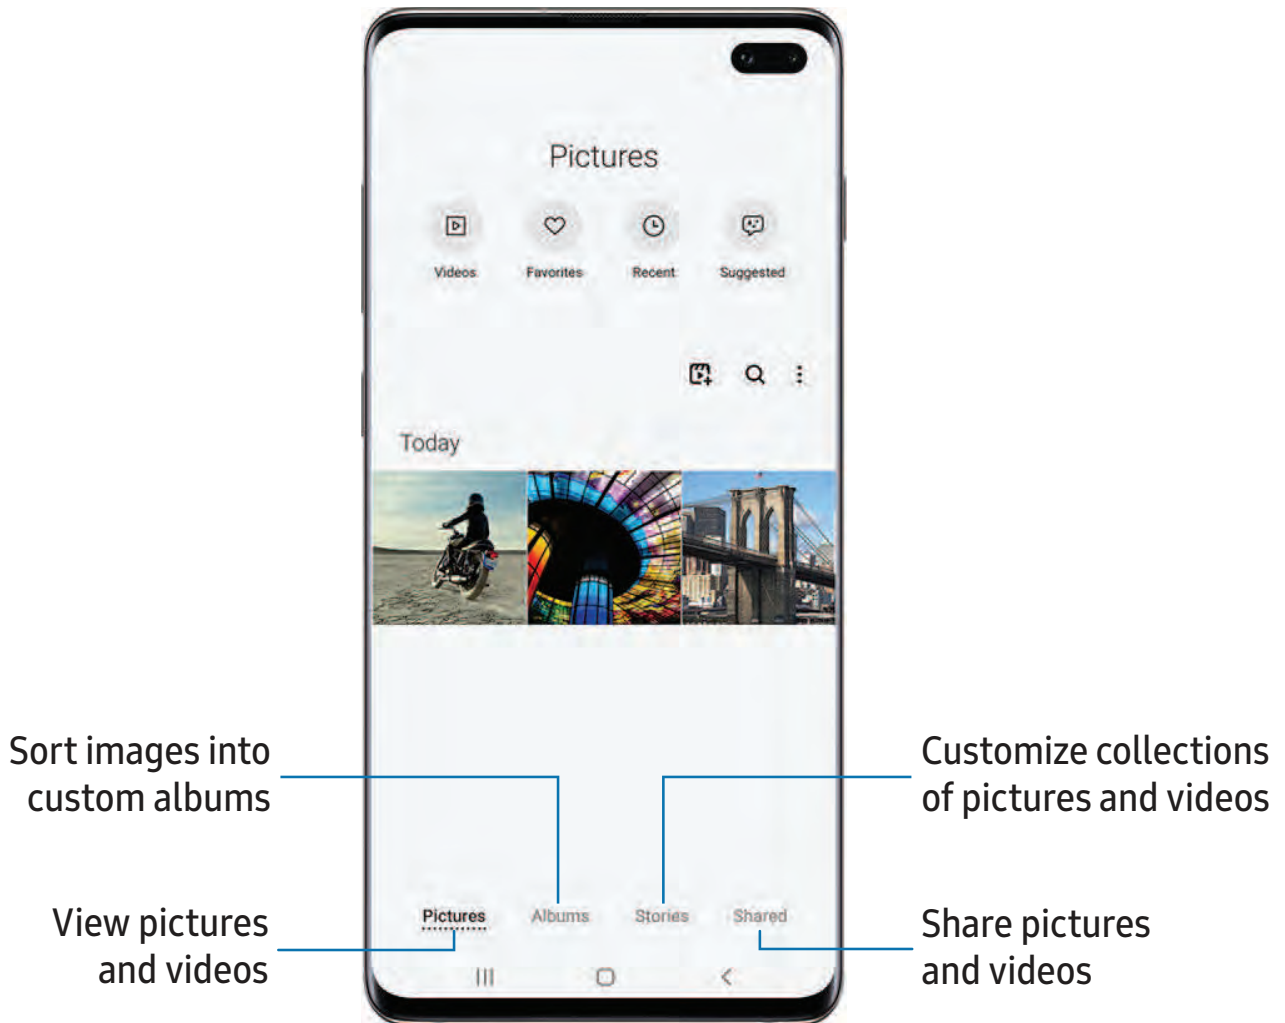 Pictures
Videos
Favorites
Recent
Suggested
Today
Sort images into
custom albums
Customize collections
of pictures and videos
Pictures
Albums
Stories
Shared
View pictures
and videos
Share pictures
and videos